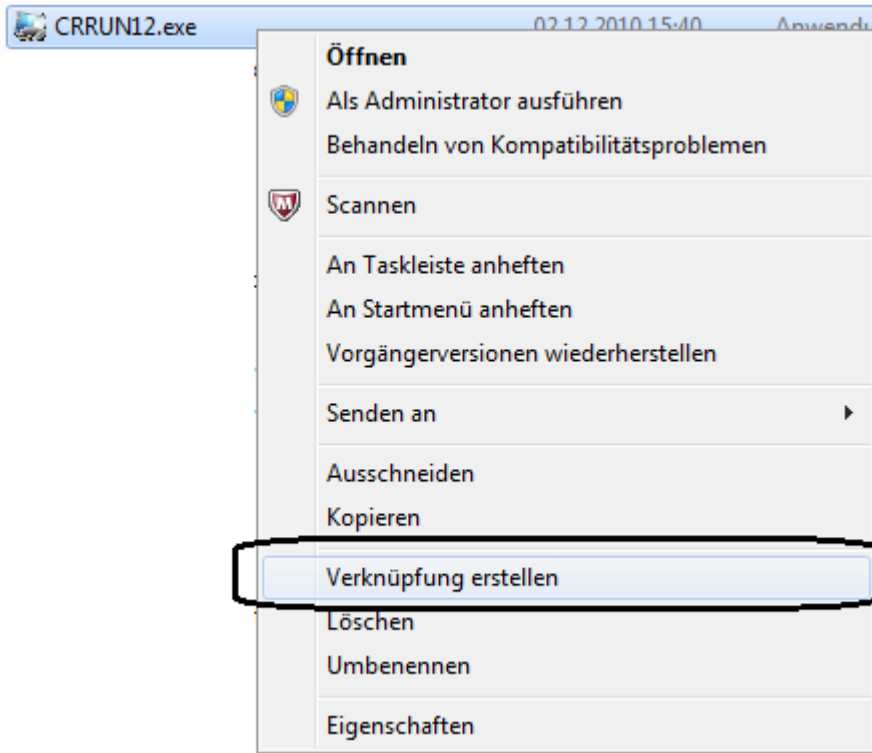 CRRUN12.exe 02.12.2010 15:40
Öffnen
Als Administrator ausführen
Behandeln von Kompatibilitätsproblemen
Scannen
An Taskleiste anheften
An Startmenü anheften
Vorgängerversionen wiederherstellen
Senden an
Ausschneiden
Kopieren
Verknüpfung erstellen
Löschen
Umbenennen
Eigenschaften